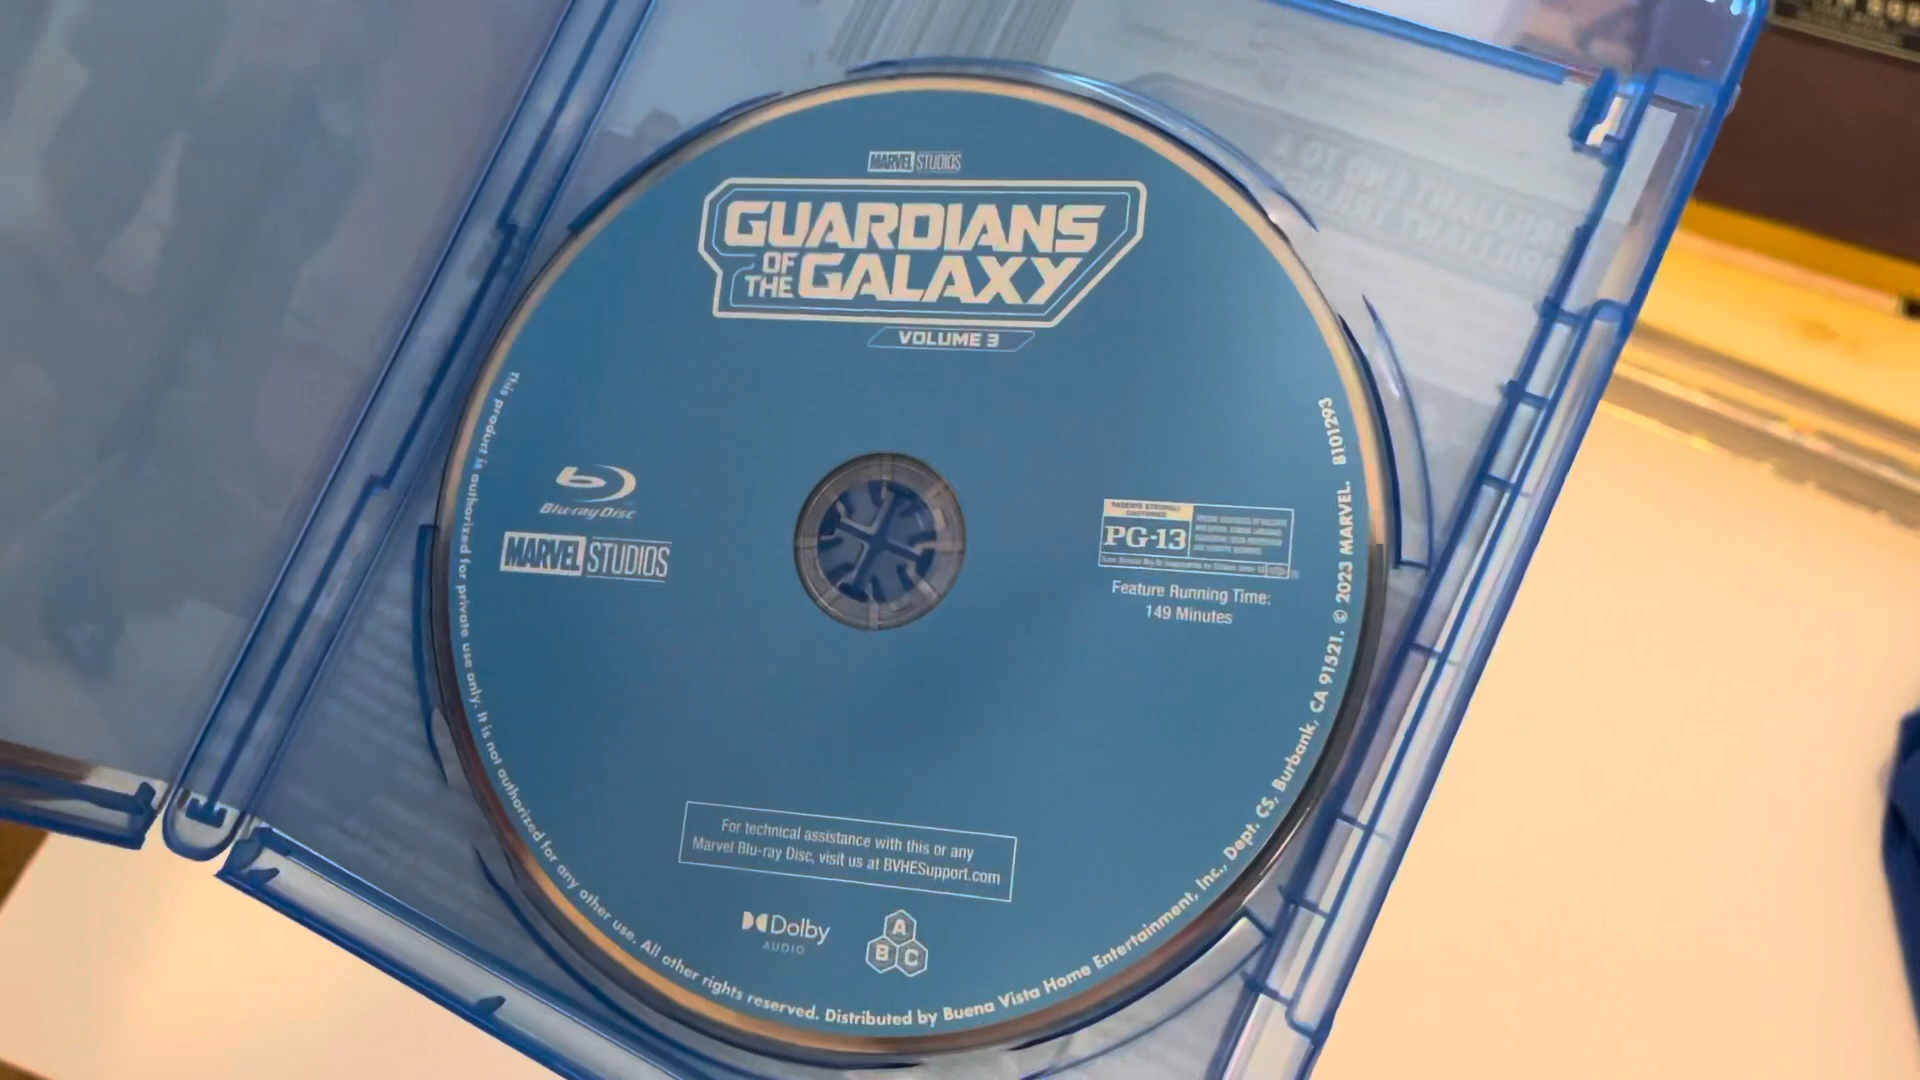 MARVEL STUDIOS
GUARDIANS
OF
THE GALAXY
VOLUME 3
Blu-ray Disc
MARVEL STUDIOS
PARENTS STRONGLY
CAUTIONED
PG-13
Feature Running Time:
149 Minutes
For technical assistance with this or any
Marvel Blu-ray Disc, visit us at BVHESupport.com
Dolby
AUDIO
A
B C
This product is authorized for private use only. It is not authorized for any other use. All other rights reserved. Distributed by Buena Vista Home Entertainment, Inc., Dept. CS, Burbank, CA 91521. © 2023 MARVEL. 8101293